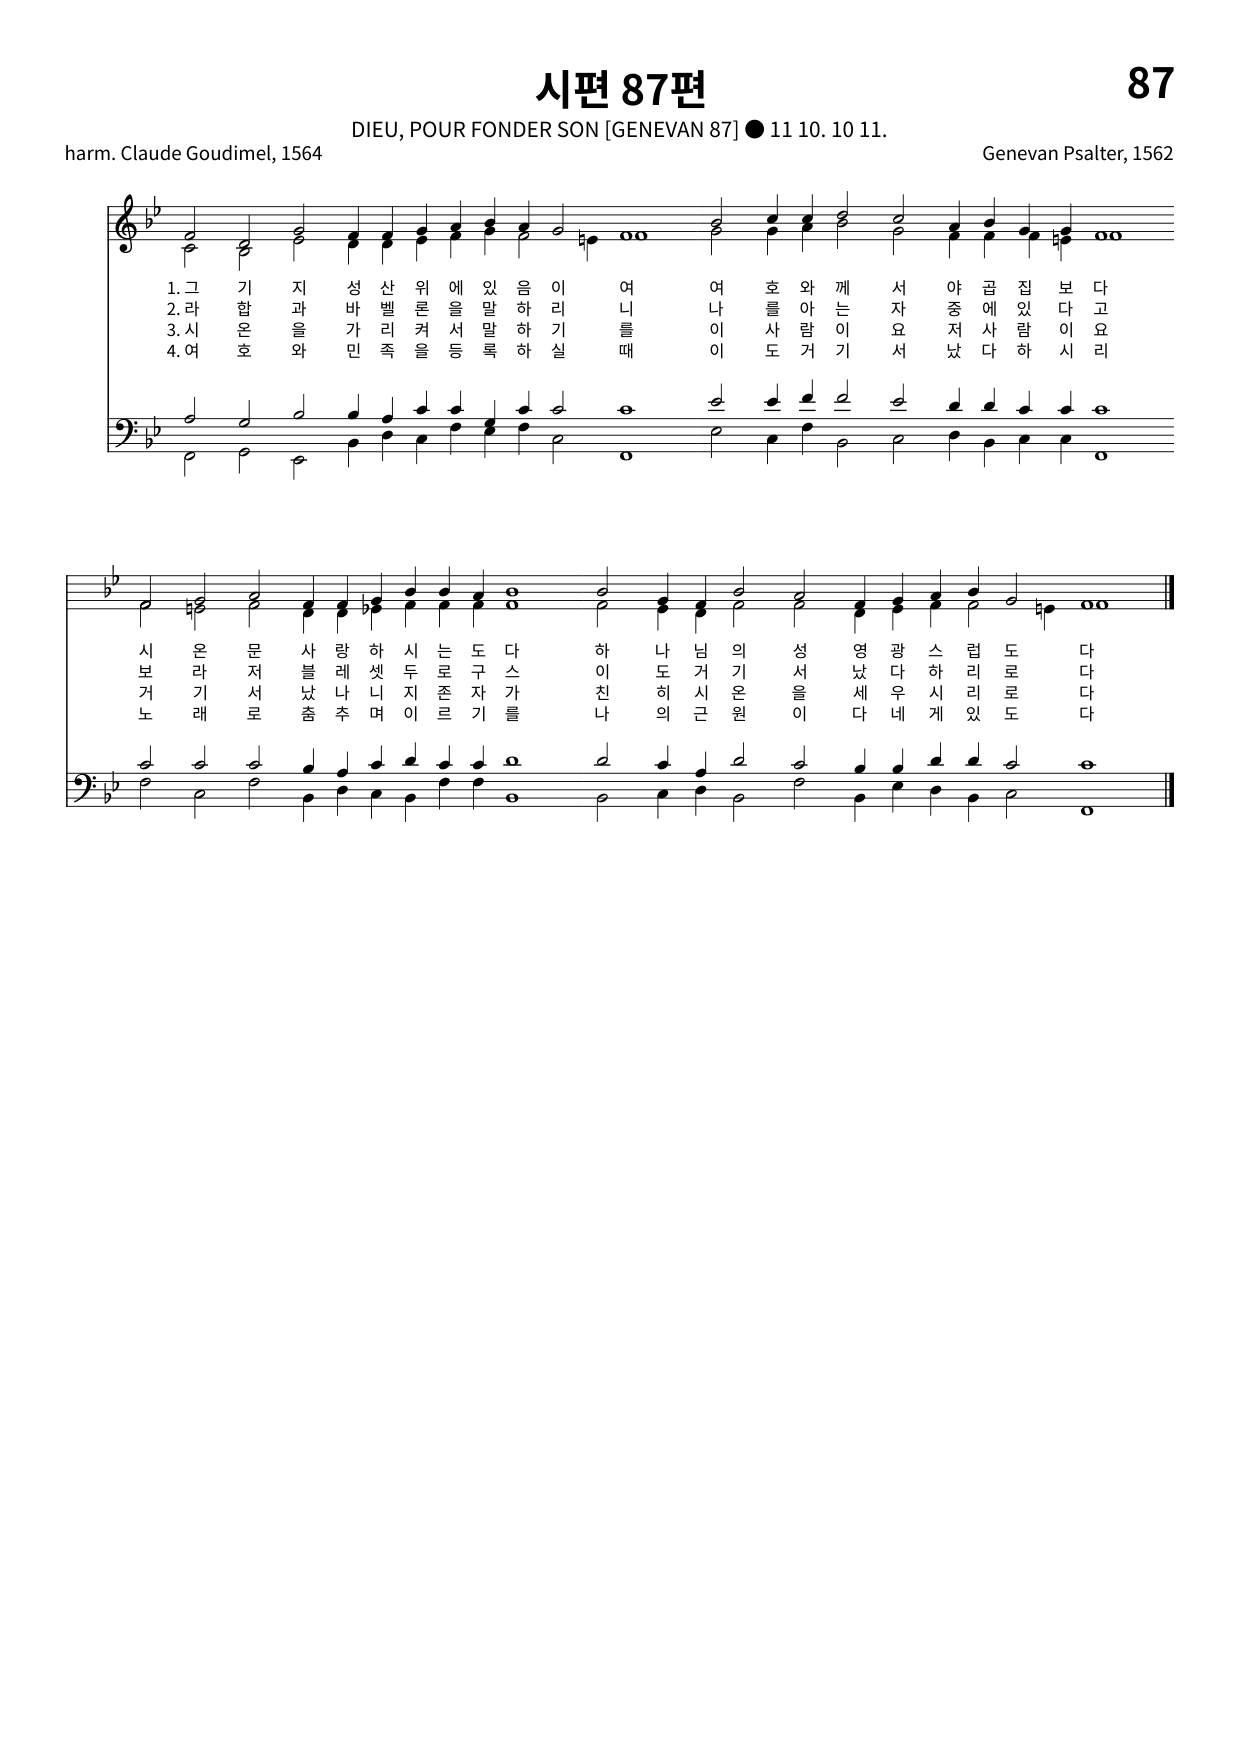 시편 87편
87
DIEU, POUR FONDER SON [GENEVAN 87] ● 11 10. 10 11.
harm. Claude Goudimel, 1564
Genevan Psalter, 1562
1. 그 기 지 성 산 위 에 있 음 이 여 여 호 와 께 서 야 곱 집 보 다
2. 라 합 과 바 벨 론 을 말 하 리 니 나 를 아 는 자 중 에 있 다 고
3. 시 온 을 가 리 켜 서 말 하 기 를 이 사 람 이 요 저 사 람 이 요
4. 여 호 와 민 족 을 등 록 하 실 때 이 도 거 기 서 났 다 하 시 리
시 온 문 사 랑 하 시 는 도 다 하 나 님 의 성 영 광 스 럽 도 다
보 라 저 블 레 셋 두 로 구 스 이 도 거 기 서 났 다 하 리 로 다
거 기 서 났 나 니 지 존 자 가 친 히 시 온 을 세 우 시 리 로 다
노 래 로 춤 추 며 이 르 기 를 나 의 근 원 이 다 네 게 있 도 다